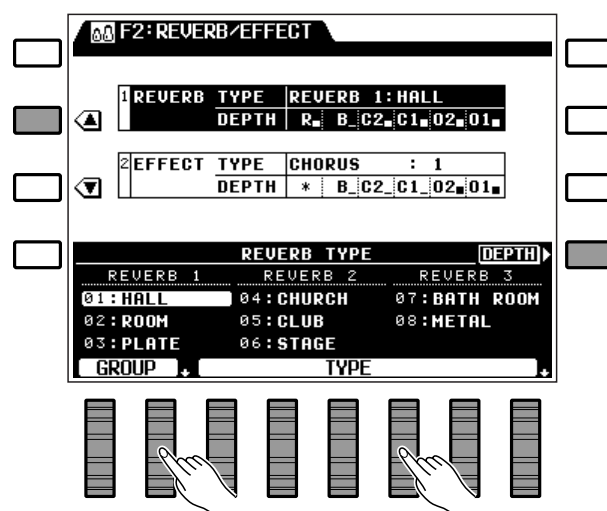 F2: REVERB/EFFECT
1 REVERB TYPE REVERB 1: HALL
DEPTH R B C2 C1 O2 O1
2 EFFECT TYPE CHORUS : 1
DEPTH * B C2 C1 O2 O1
REVERB TYPE DEPTH
REVERB 1 REVERB 2 REVERB 3
01: HALL 04: CHURCH 07: BATH ROOM
02: ROOM 05: CLUB 08: METAL
03: PLATE 06: STAGE
GROUP TYPE